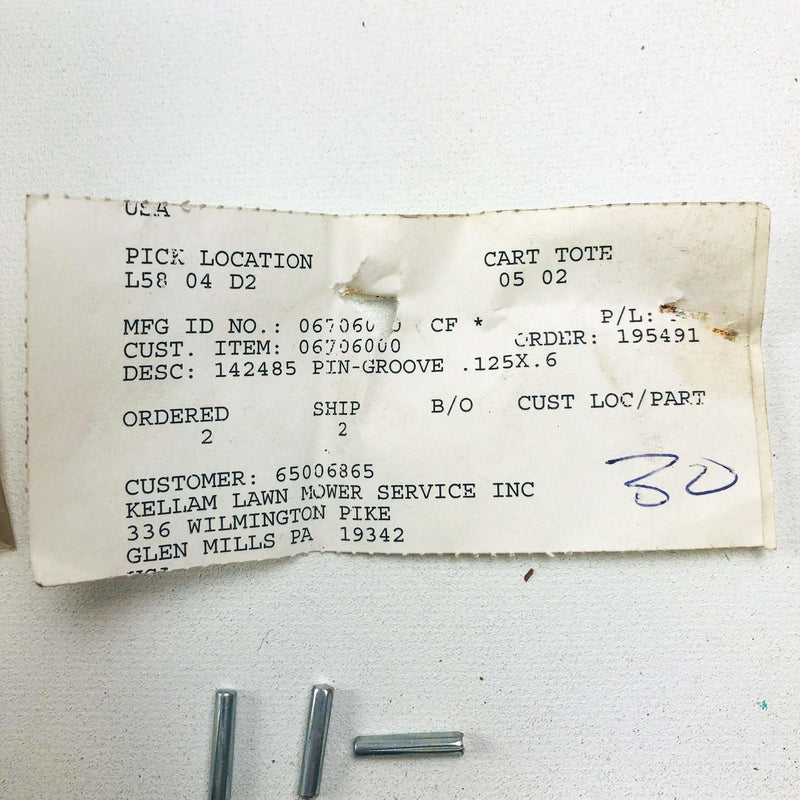 USA
PICK LOCATION CART TOTE
L58 04 D2 05 02
MFG ID NO.: CF * P/L:
CUST. ITEM: 06706000 ORDER: 195491
DESC: 142485 PIN-GROOVE .125X.6
ORDERED SHIP B/O CUST LOC/PART
2 2
CUSTOMER: 65006865
KELLAM LAWN MOWER SERVICE INC
336 WILMINGTON PIKE
GLEN MILLS PA 19342
USA
30